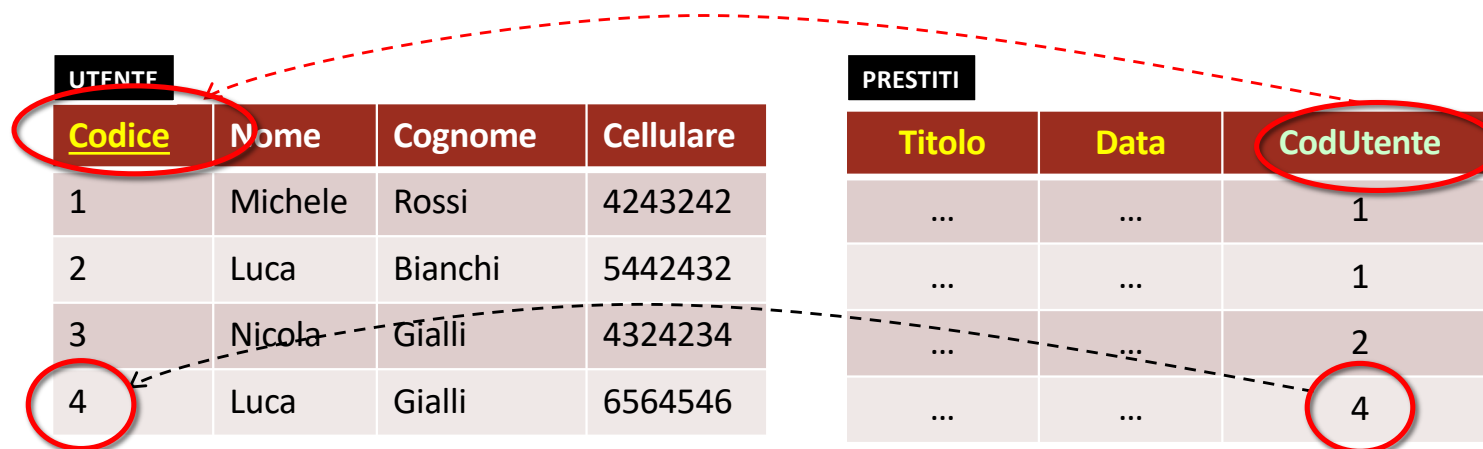 UTENTE
Codice Nome Cognome Cellulare
1 Michele Rossi 4243242
2 Luca Bianchi 5442432
3 Nicola Gialli 4324234
4 Luca Gialli 6564546
PRESTITI
Titolo Data CodUtente
... ... 1
... ... 1
... ... 2
... ... 4